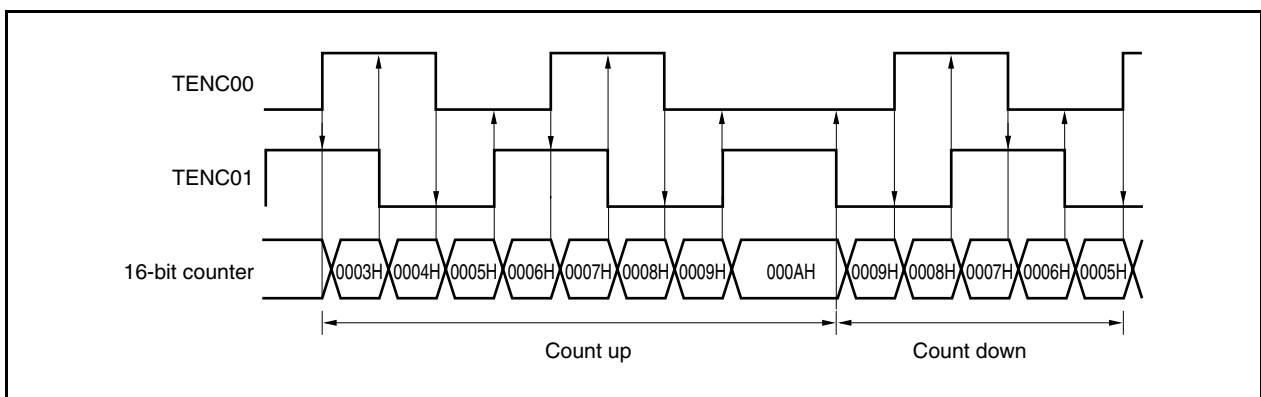 TENC00
TENC01
16-bit counter 0003H 0004H 0005H 0006H 0007H 0008H 0009H 000AH 0009H 0008H 0007H 0006H 0005H
Count up Count down